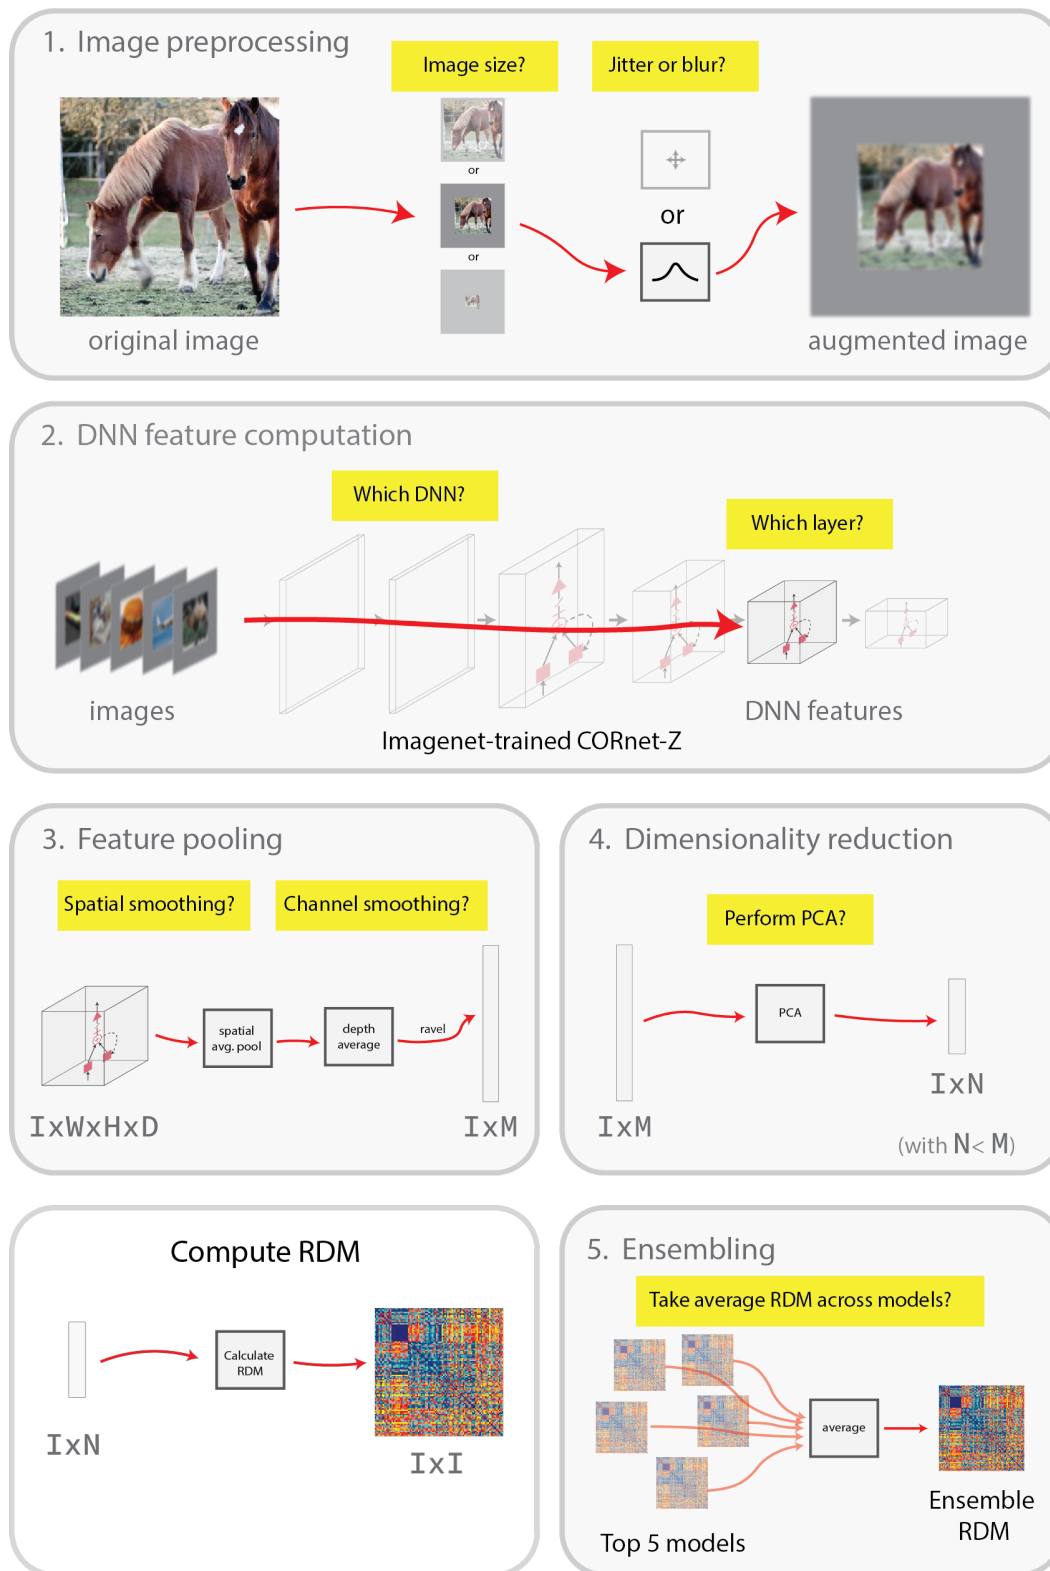 1. Image preprocessing
Image size?
Jitter or blur?
or
or
or
original image
augmented image
2. DNN feature computation
Which DNN?
Which layer?
images
DNN features
Imagenet-trained CORnet-Z
3. Feature pooling
Spatial smoothing?
Channel smoothing?
spatial
avg. pool
depth
average
ravel
IxWxHxD
IxM
4. Dimensionality reduction
Perform PCA?
PCA
IxM
IxN
(with N< M)
Compute RDM
Calculate
RDM
IxN
IxI
5. Ensembling
Take average RDM across models?
average
Top 5 models
Ensemble
RDM